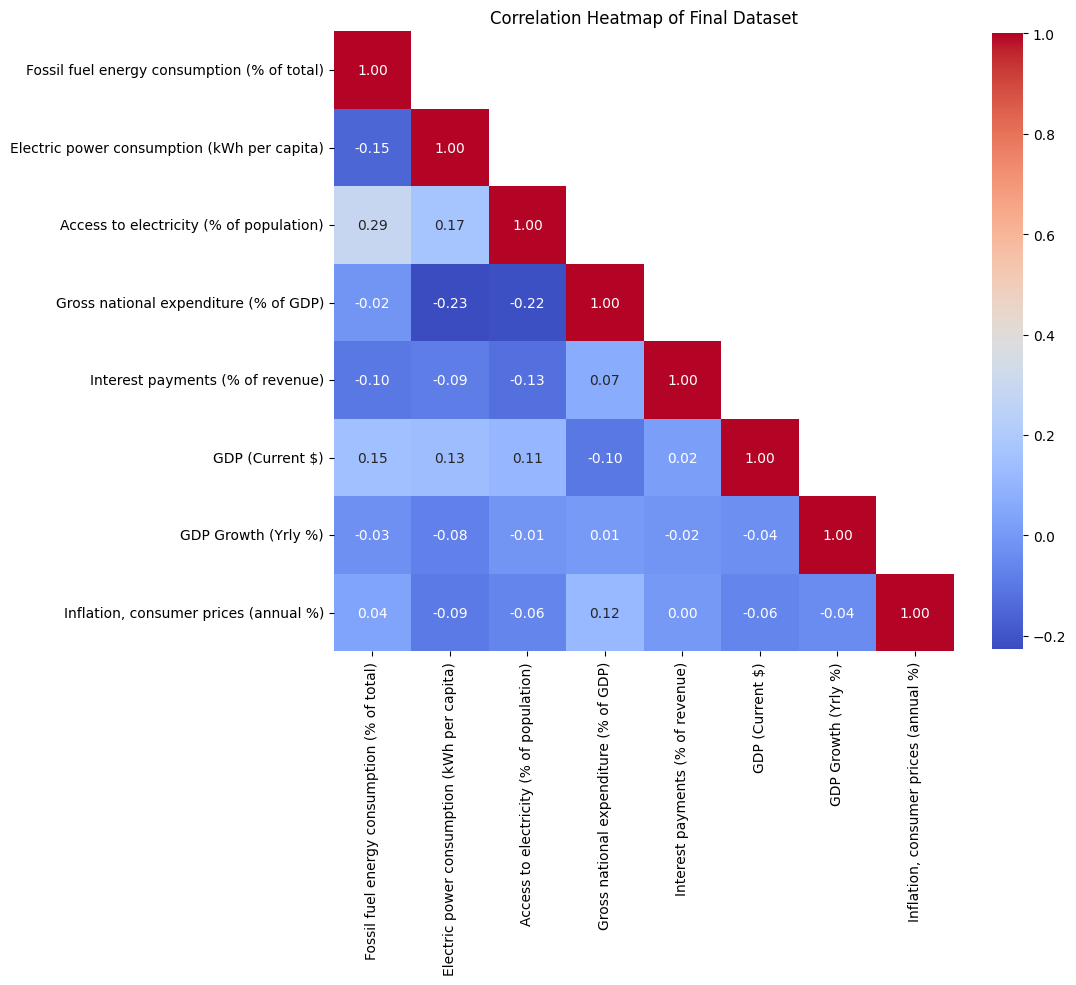 Correlation Heatmap of Final Dataset
Fossil fuel energy consumption (% of total)
1.00
Electric power consumption (kWh per capita)
-0.15 1.00
Access to electricity (% of population)
0.29 0.17 1.00
Gross national expenditure (% of GDP)
-0.02 -0.23 -0.22 1.00
Interest payments (% of revenue)
-0.10 -0.09 -0.13 0.07 1.00
GDP (Current $)
0.15 0.13 0.11 -0.10 0.02 1.00
GDP Growth (Yrly %)
-0.03 -0.08 -0.01 0.01 -0.02 -0.04 1.00
Inflation, consumer prices (annual %)
0.04 -0.09 -0.06 0.12 0.00 -0.06 -0.04 1.00
Fossil fuel energy consumption (% of total)
Electric power consumption (kWh per capita)
Access to electricity (% of population)
Gross national expenditure (% of GDP)
Interest payments (% of revenue)
GDP (Current $)
GDP Growth (Yrly %)
Inflation, consumer prices (annual %)
1.0
0.8
0.6
0.4
0.2
0.0
−0.2